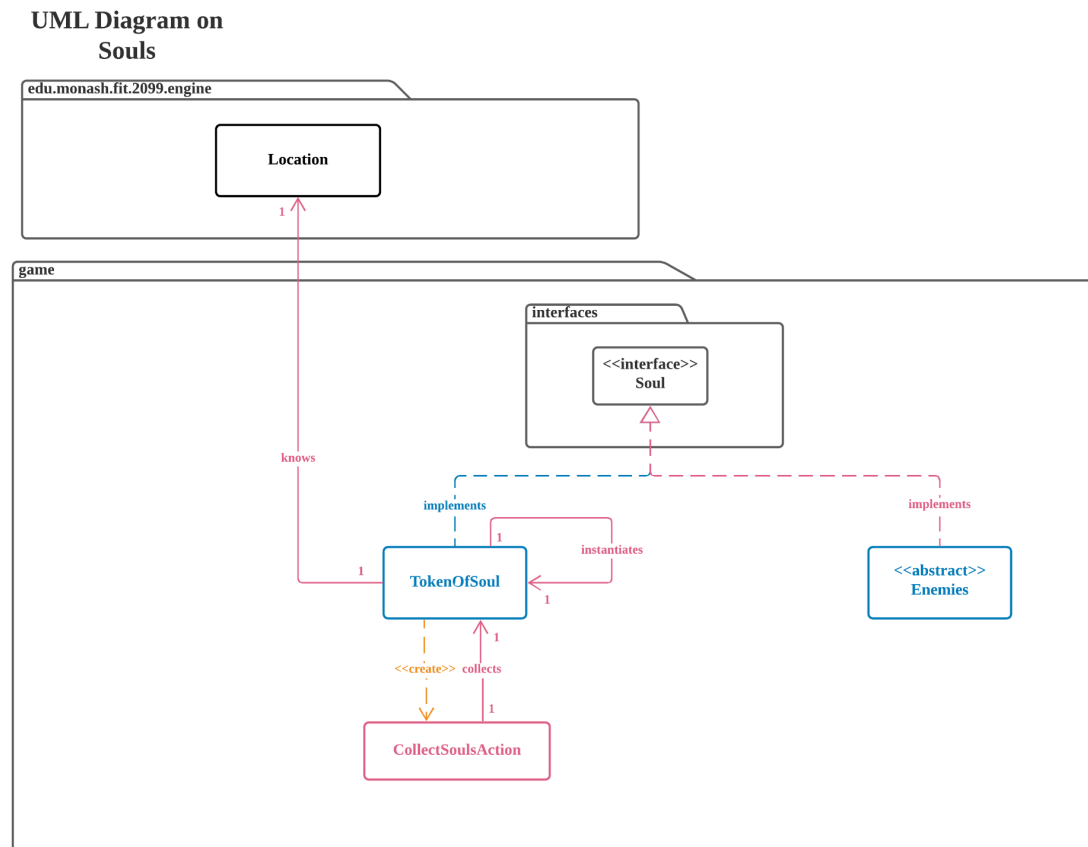 UML Diagram on
Souls
edu.monash.fit.2099.engine
Location
1
game
interfaces
<<interface>>
Soul
knows
implements
implements
1
instantiates
1
TokenOfSoul
1
<<abstract>>
Enemies
1
<<create>>
collects
1
CollectSoulsAction